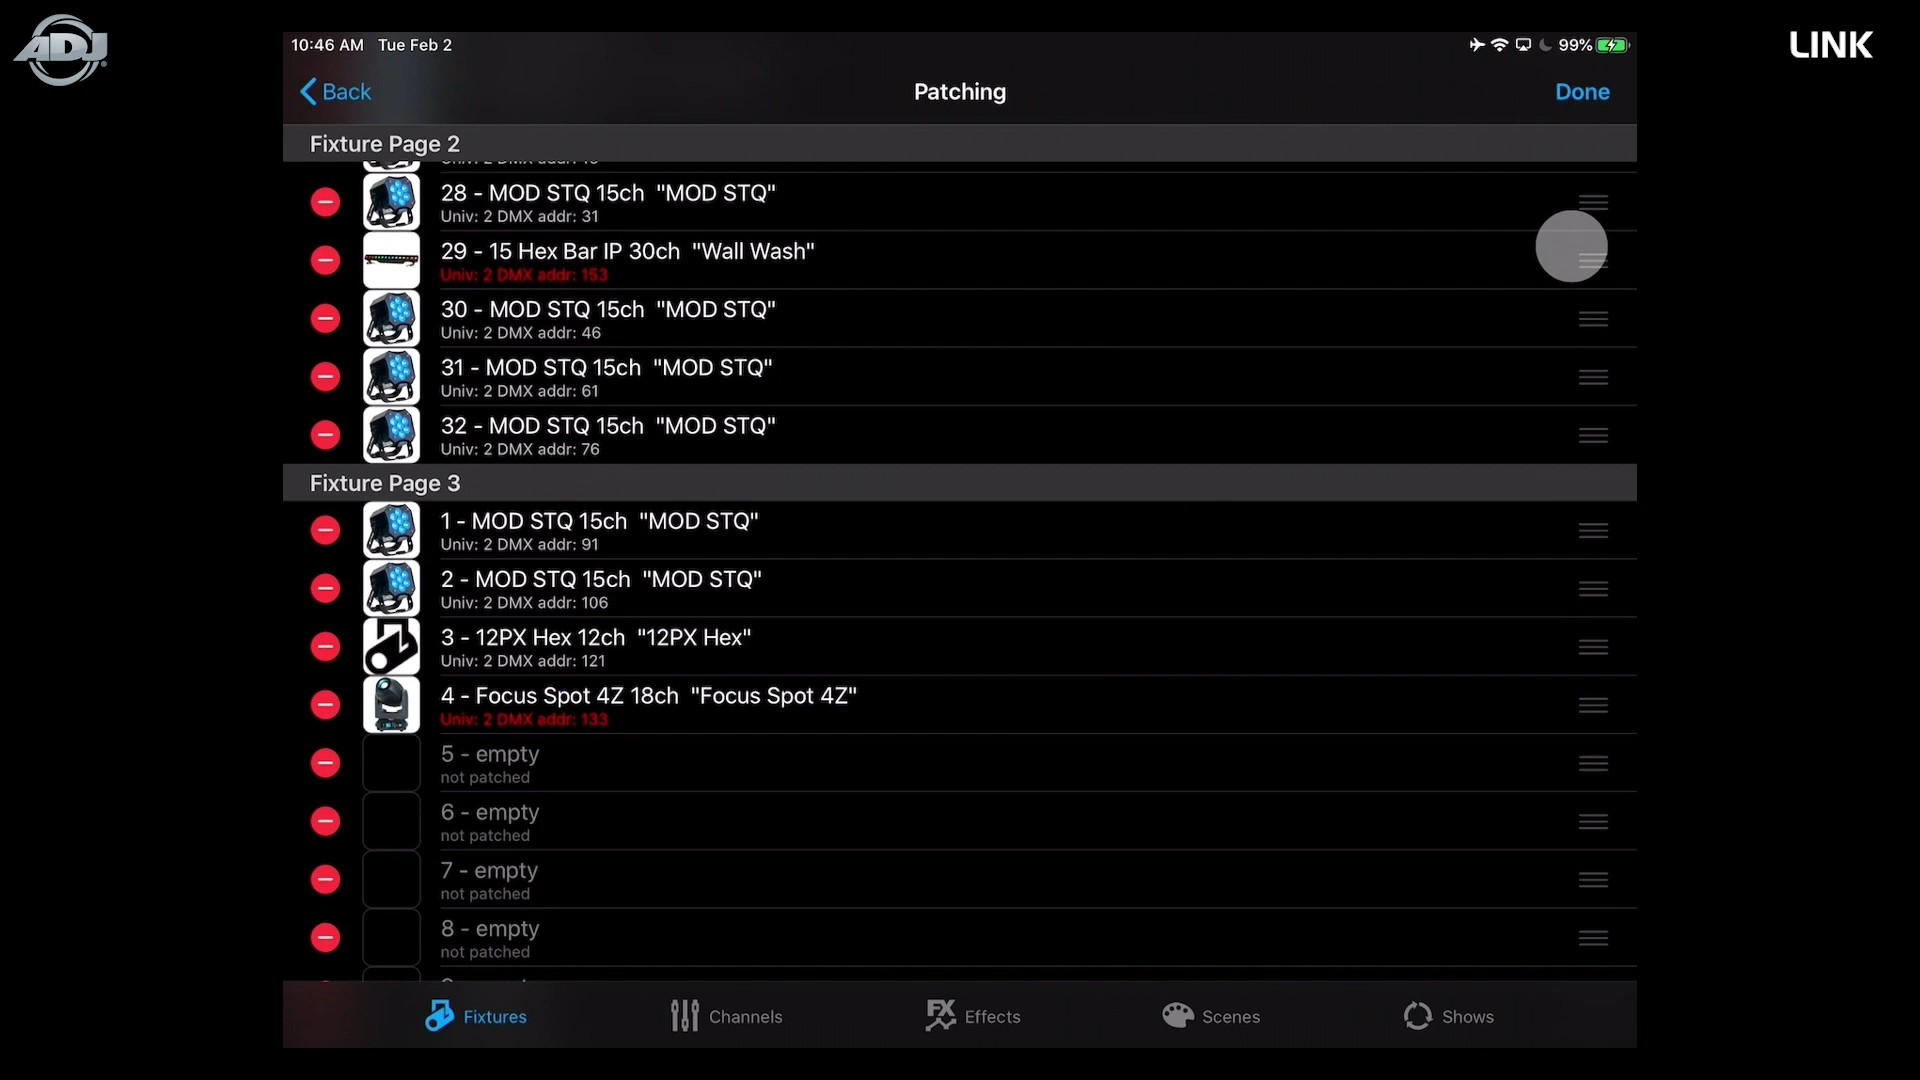 ADJ
LINK
10:46 AM Tue Feb 2
99%
Back
Patching
Done
Fixture Page 2
28 - MOD STQ 15ch "MOD STQ"
Univ: 2 DMX addr: 31
29 - 15 Hex Bar IP 30ch "Wall Wash"
Univ: 2 DMX addr: 153
30 - MOD STQ 15ch "MOD STQ"
Univ: 2 DMX addr: 46
31 - MOD STQ 15ch "MOD STQ"
Univ: 2 DMX addr: 61
32 - MOD STQ 15ch "MOD STQ"
Univ: 2 DMX addr: 76
Fixture Page 3
1 - MOD STQ 15ch "MOD STQ"
Univ: 2 DMX addr: 91
2 - MOD STQ 15ch "MOD STQ"
Univ: 2 DMX addr: 106
3 - 12PX Hex 12ch "12PX Hex"
Univ: 2 DMX addr: 121
4 - Focus Spot 4Z 18ch "Focus Spot 4Z"
Univ: 2 DMX addr: 133
5 - empty
not patched
6 - empty
not patched
7 - empty
not patched
8 - empty
not patched
Fixtures
Channels
FX Effects
Scenes
Shows